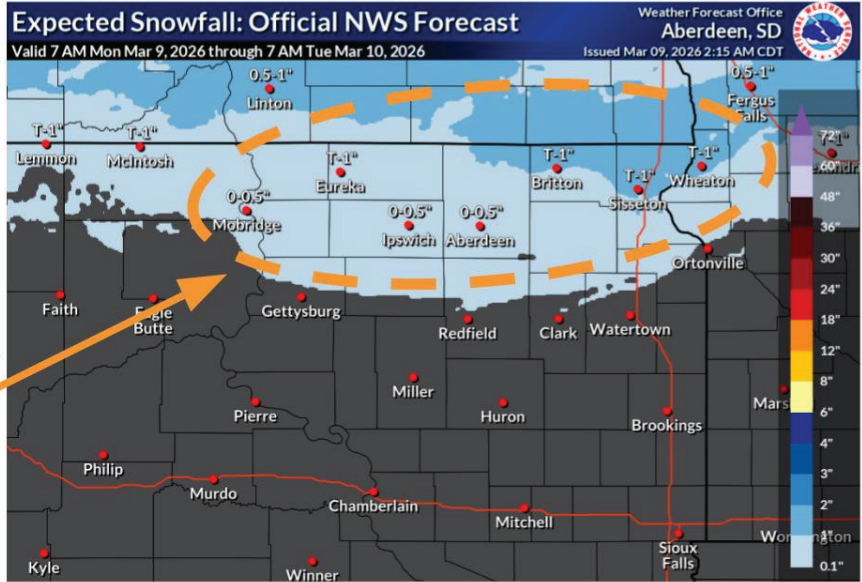 Expected Snowfall: Official NWS Forecast
Valid 7 AM Mon Mar 9, 2026 through 7 AM Tue Mar 10, 2026
Weather Forecast Office
Aberdeen, SD
Issued Mar 09, 2026 2:15 AM CDT
0.5-1"
Linton
0.5-1"
Fergus
Falls
T-1"
Lemmon
T-1"
McIntosh
T-1"
Eureka
T-1"
Britton
T-1"
Sisseton
T-1"
Wheaton
T-1"
0-0.5"
Mobridge
0-0.5"
Ipswich
0-0.5"
Aberdeen
Ortonville
Faith
Eagle
Butte
Gettysburg
Redfield
Clark
Watertown
Miller
Pierre
Huron
Brookings
Mars
Philip
Murdo
Chamberlain
Mitchell
Sioux
Falls
Kyle
Winner
72"
60"
48"
36"
30"
24"
18"
12"
8"
6"
4"
3"
2"
1"
0.1"